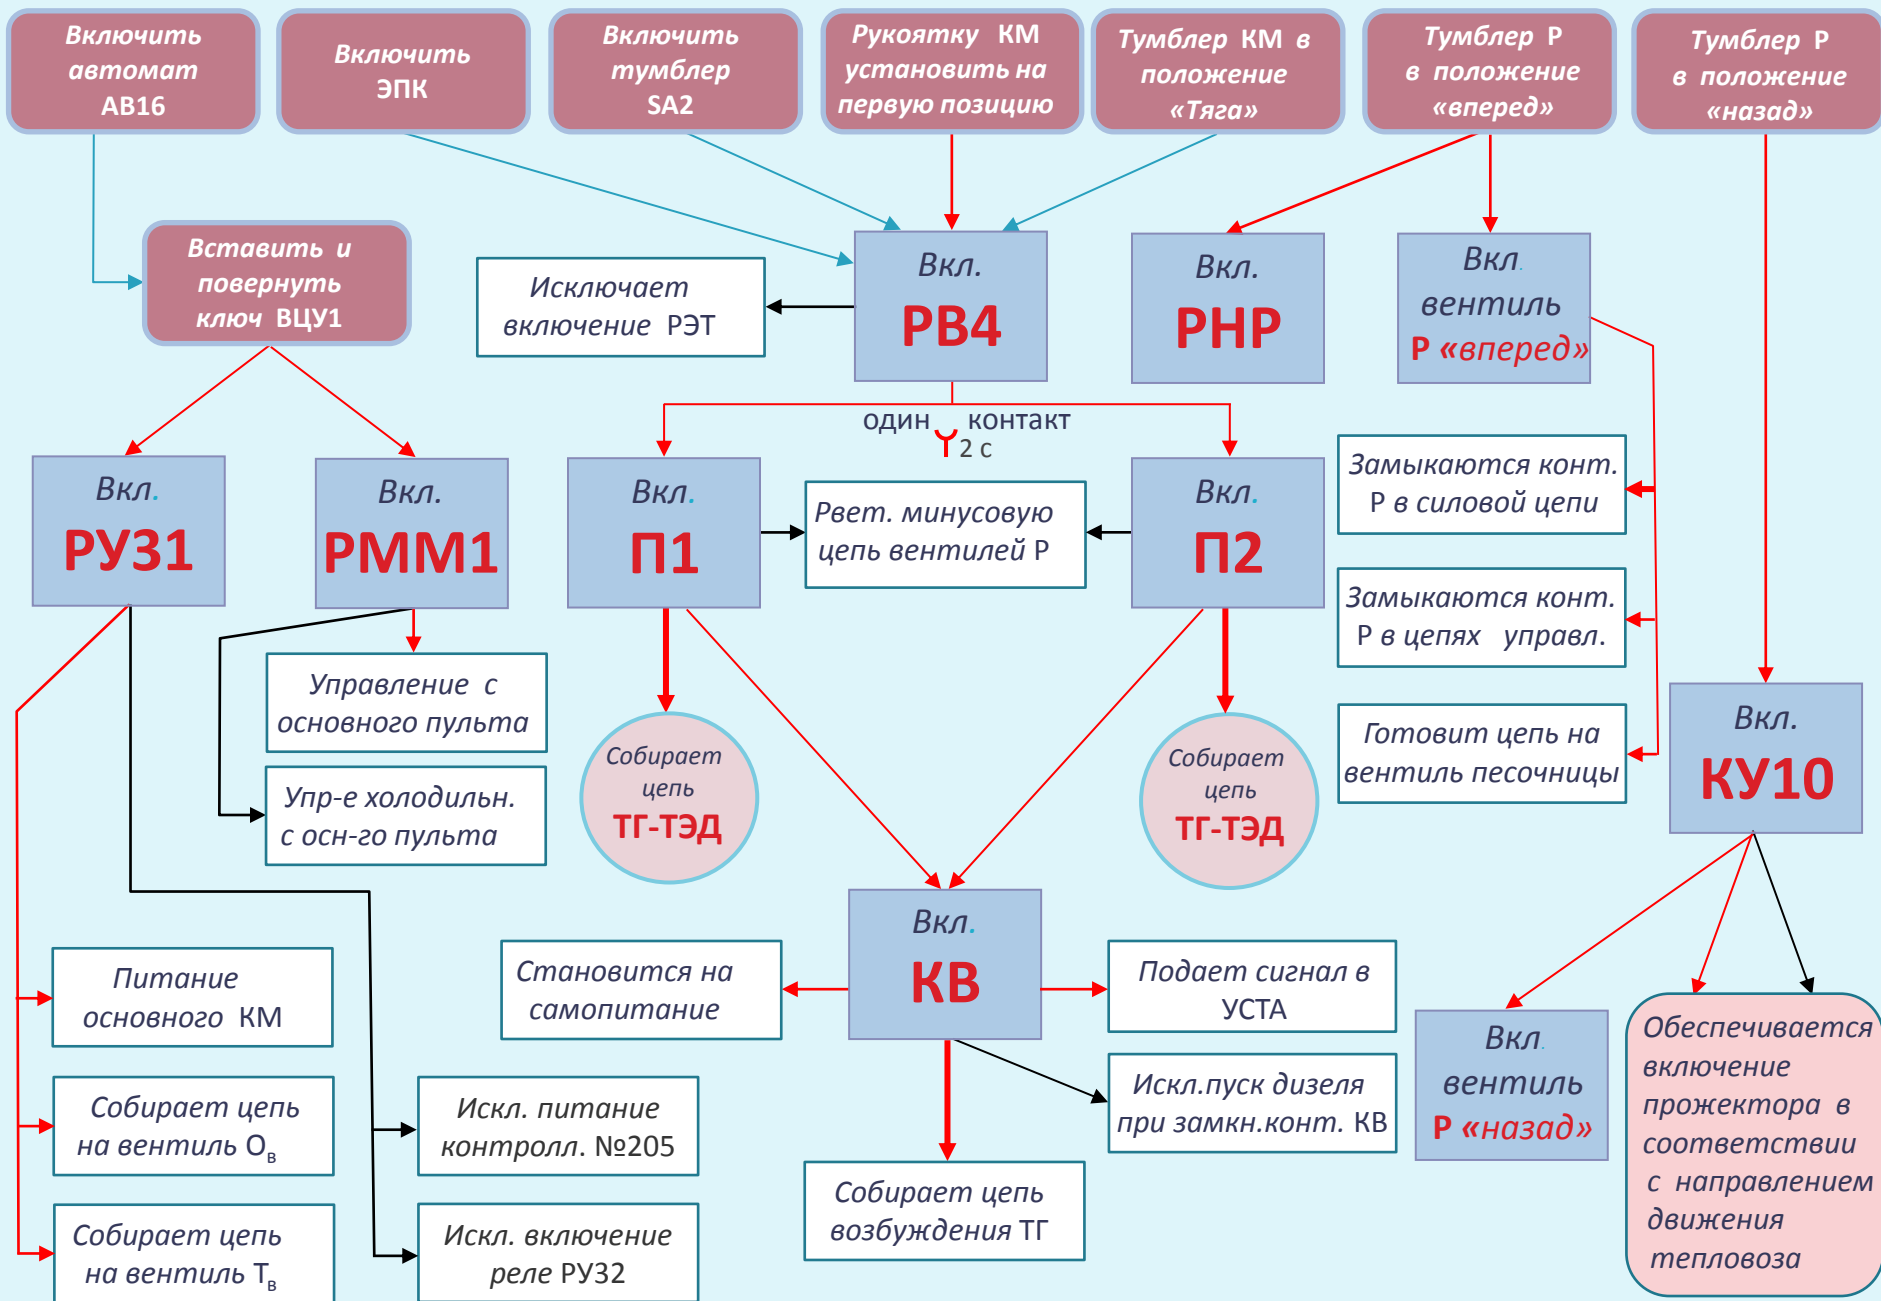 Включить
автомат
АВ16
Включить
ЭПК
Включить
тумблер
SA2
Рукоятку КМ
установить на
первую позицию
Тумблер КМ в
положение
«Тяга»
Тумблер Р
в положение
«вперед»
Тумблер Р
в положение
«назад»
Вставить и
повернуть
ключ ВЦУ1
Исключает
включение РЭТ
Вкл.
РВ4
Вкл.
РНР
Вкл.
вентиль
Р «вперед»
один контакт
2 с
Вкл.
РУ31
Вкл.
РММ1
Вкл.
П1
Рвет. минусовую
цепь вентилей Р
Вкл.
П2
Замыкаются конт.
Р в силовой цепи
Замыкаются конт.
Р в цепях управл.
Готовит цепь на
вентиль песочницы
Управление с
основного пульта
Упр-е холодильн.
с осн-го пульта
Собирает
цепь
ТГ-ТЭД
Собирает
цепь
ТГ-ТЭД
Вкл.
КУ10
Вкл.
КВ
Становится на
самопитание
Подает сигнал в
УСТА
Искл.пуск дизеля
при замкн.конт. КВ
Собирает цепь
возбуждения ТГ
Питание
основного КМ
Собирает цепь
на вентиль Ов
Собирает цепь
на вентиль Тв
Искл. питание
контролл. №205
Искл. включение
реле РУ32
Вкл.
вентиль
Р «назад»
Обеспечивается
включение
прожектора в
соответствии
с направлением
движения
тепловоза